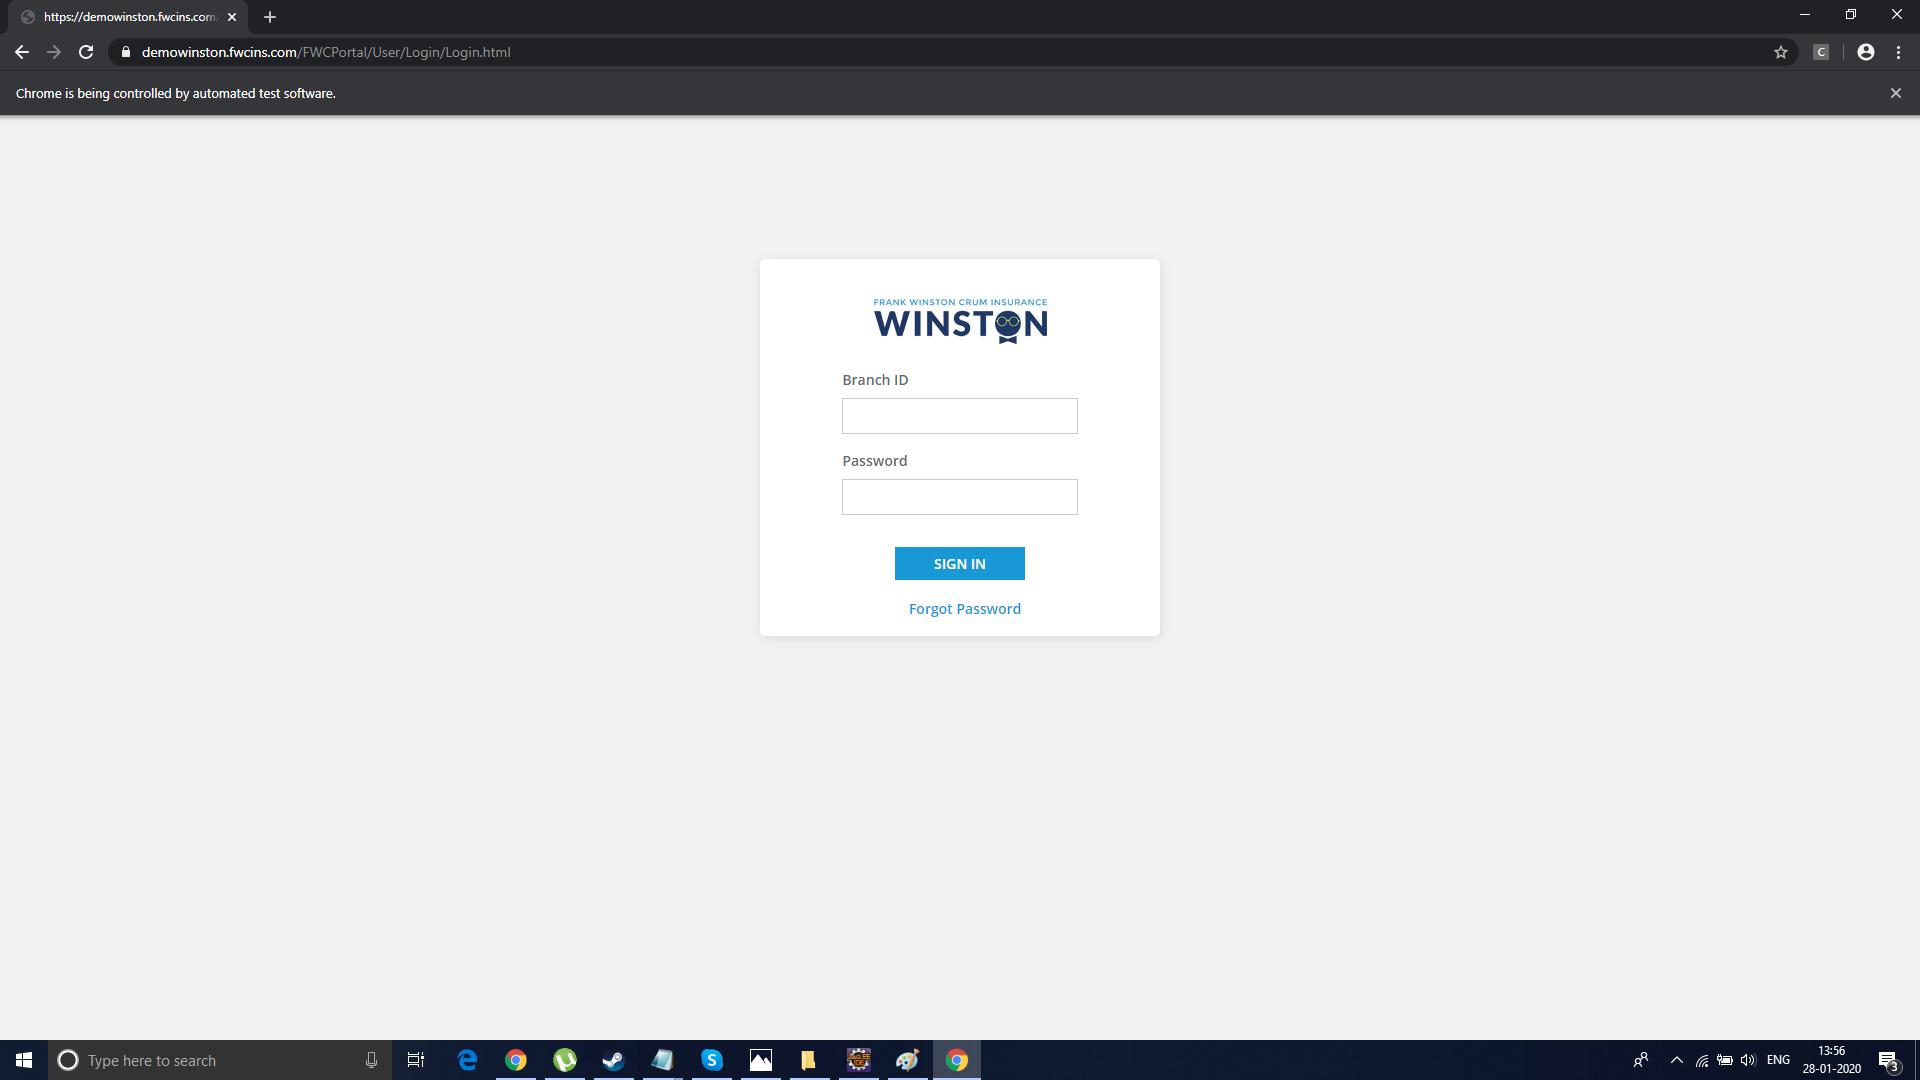 https://demowinston.fwcins.com/
demowinston.fwcins.com/FWCPortal/User/Login/Login.html
C
Chrome is being controlled by automated test software.
FRANK WINSTON CRUM INSURANCE
WINSTON
Branch ID
Password
SIGN IN
Forgot Password
Type here to search
ENG
13:56
28-01-2020
3